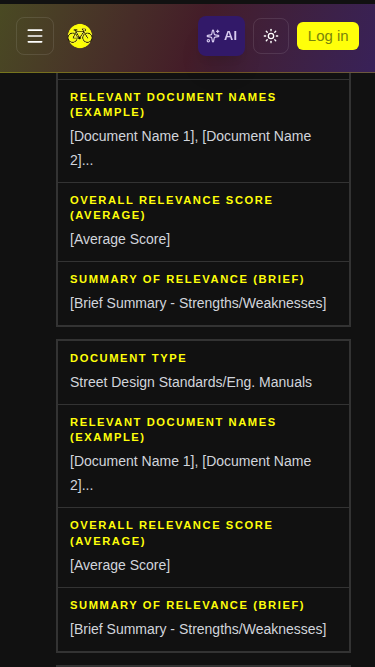 AI
Log in
RELEVANT DOCUMENT NAMES
(EXAMPLE)
[Document Name 1], [Document Name
2]...
OVERALL RELEVANCE SCORE
(AVERAGE)
[Average Score]
SUMMARY OF RELEVANCE (BRIEF)
[Brief Summary - Strengths/Weaknesses]
DOCUMENT TYPE
Street Design Standards/Eng. Manuals
RELEVANT DOCUMENT NAMES
(EXAMPLE)
[Document Name 1], [Document Name
2]...
OVERALL RELEVANCE SCORE
(AVERAGE)
[Average Score]
SUMMARY OF RELEVANCE (BRIEF)
[Brief Summary - Strengths/Weaknesses]